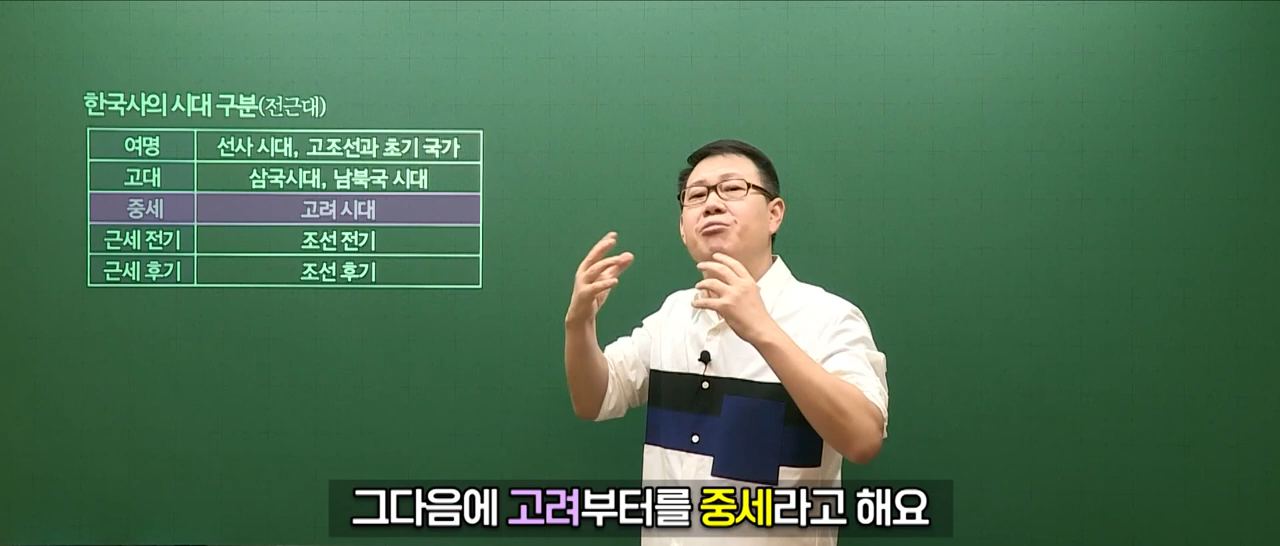 한국사의 시대 구분(전근대)
여명 선사 시대, 고조선과 초기 국가
고대 삼국시대, 남북국 시대
중세 고려 시대
근세 전기 조선 전기
근세 후기 조선 후기
그다음에 고려부터를 중세라고 해요